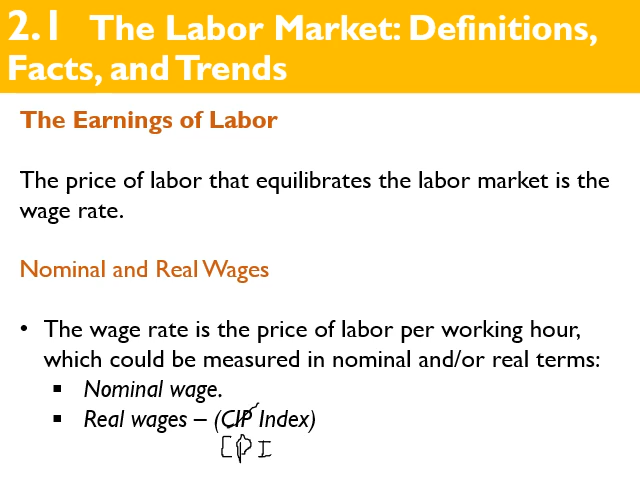 2.1 The Labor Market: Definitions,
Facts, and Trends
The Earnings of Labor
The price of labor that equilibrates the labor market is the
wage rate.
Nominal and Real Wages
• The wage rate is the price of labor per working hour,
which could be measured in nominal and/or real terms:
▪ Nominal wage.
▪ Real wages – (CIP Index)
CPI